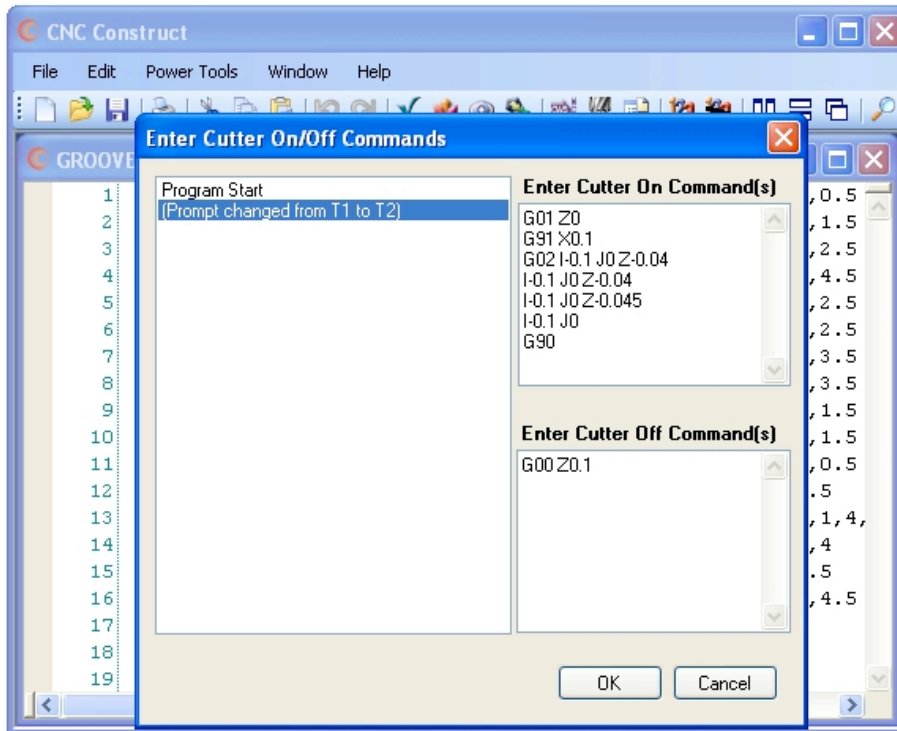 CNC Construct
File Edit Power Tools Window Help
Enter Cutter On/Off Commands
GROOVE
Program Start
(Prompt changed from T1 to T2)
Enter Cutter On Command(s)
G01 Z0
G91 X0.1
G02 I-0.1 J0 Z-0.04
I-0.1 J0 Z-0.04
I-0.1 J0 Z-0.045
I-0.1 J0
G90
Enter Cutter Off Command(s)
G00 Z0.1
OK Cancel
1 ,0.5
2 ,1.5
3 ,2.5
4 ,4.5
5 ,2.5
6 ,2.5
7 ,3.5
8 ,3.5
9 ,1.5
10 ,1.5
11 ,0.5
12 .5
13 ,1,4,
14 ,4
15 .5
16 ,4.5
17
18
19